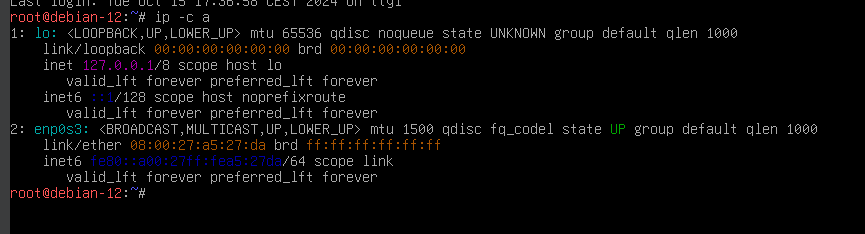 Last login: Tue Oct 15 17:36:58 CEST 2024 on tty1
root@debian-12:~# ip -c a
1: lo: <LOOPBACK,UP,LOWER_UP> mtu 65536 qdisc noqueue state UNKNOWN group default qlen 1000
    link/loopback 00:00:00:00:00:00 brd 00:00:00:00:00:00
    inet 127.0.0.1/8 scope host lo
       valid_lft forever preferred_lft forever
    inet6 ::1/128 scope host noprefixroute
       valid_lft forever preferred_lft forever
2: enp0s3: <BROADCAST,MULTICAST,UP,LOWER_UP> mtu 1500 qdisc fq_codel state UP group default qlen 1000
    link/ether 08:00:27:a5:27:da brd ff:ff:ff:ff:ff:ff
    inet6 fe80::a00:27ff:fea5:27da/64 scope link
       valid_lft forever preferred_lft forever
root@debian-12:~#